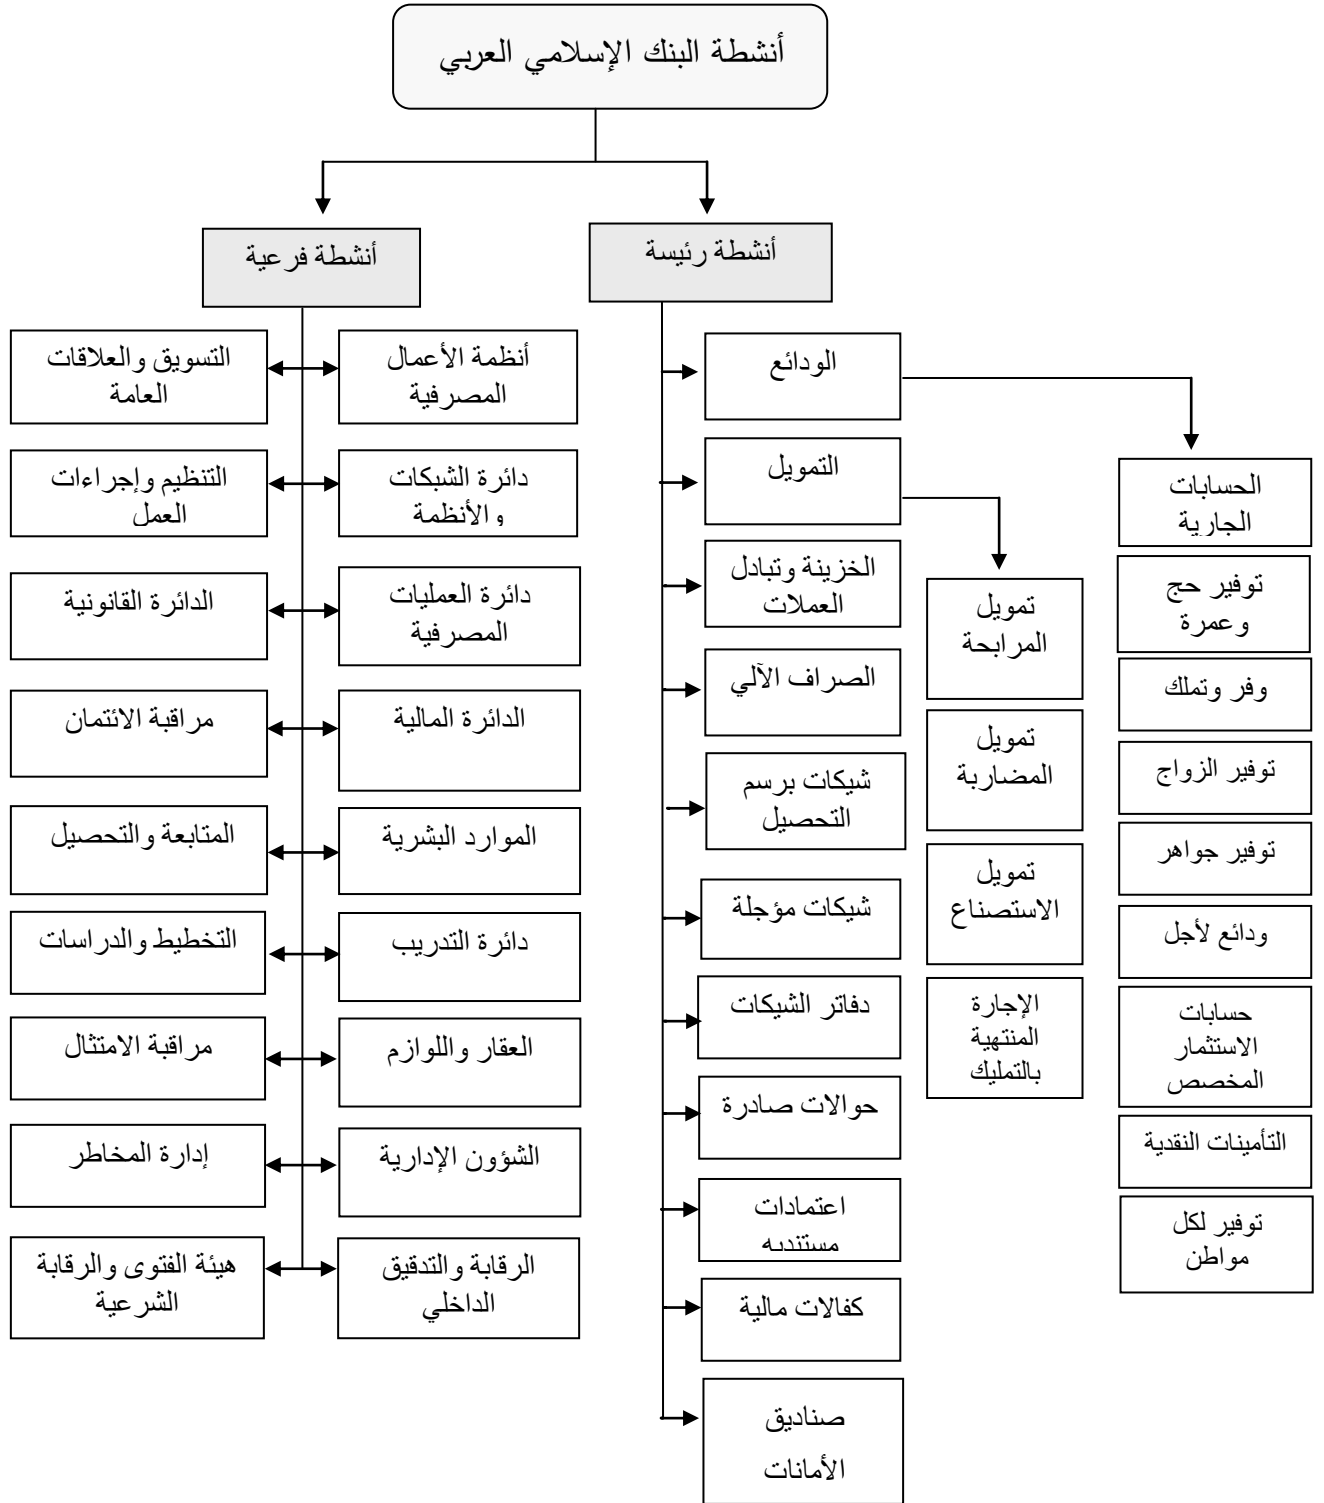 أنشطة البنك الإسلامي العربي
أنشطة رئيسة
أنشطة فرعية
الودائع
التمويل
الخزينة وتبادل
العملات
الصراف الآلي
شيكات برسم
التحصيل
شيكات مؤجلة
دفاتر الشيكات
حوالات صادرة
اعتمادات
مستنديه
كفالات مالية
صناديق
الأمانات
الحسابات
الجارية
توفير حج
وعمرة
وفر وتملك
توفير الزواج
توفير جواهر
ودائع لأجل
حسابات
الاستثمار
المخصص
التأمينات النقدية
توفير لكل
مواطن
تمويل
المرابحة
تمويل
المضاربة
تمويل
الاستصناع
الإجارة
المنتهية
بالتمليك
أنظمة الأعمال
المصرفية
التسويق والعلاقات
العامة
دائرة الشبكات
والأنظمة
التنظيم وإجراءات
العمل
دائرة العمليات
المصرفية
الدائرة القانونية
الدائرة المالية
مراقبة الائتمان
الموارد البشرية
المتابعة والتحصيل
دائرة التدريب
التخطيط والدراسات
العقار واللوازم
مراقبة الامتثال
الشؤون الإدارية
إدارة المخاطر
الرقابة والتدقيق
الداخلي
هيئة الفتوى والرقابة
الشرعية